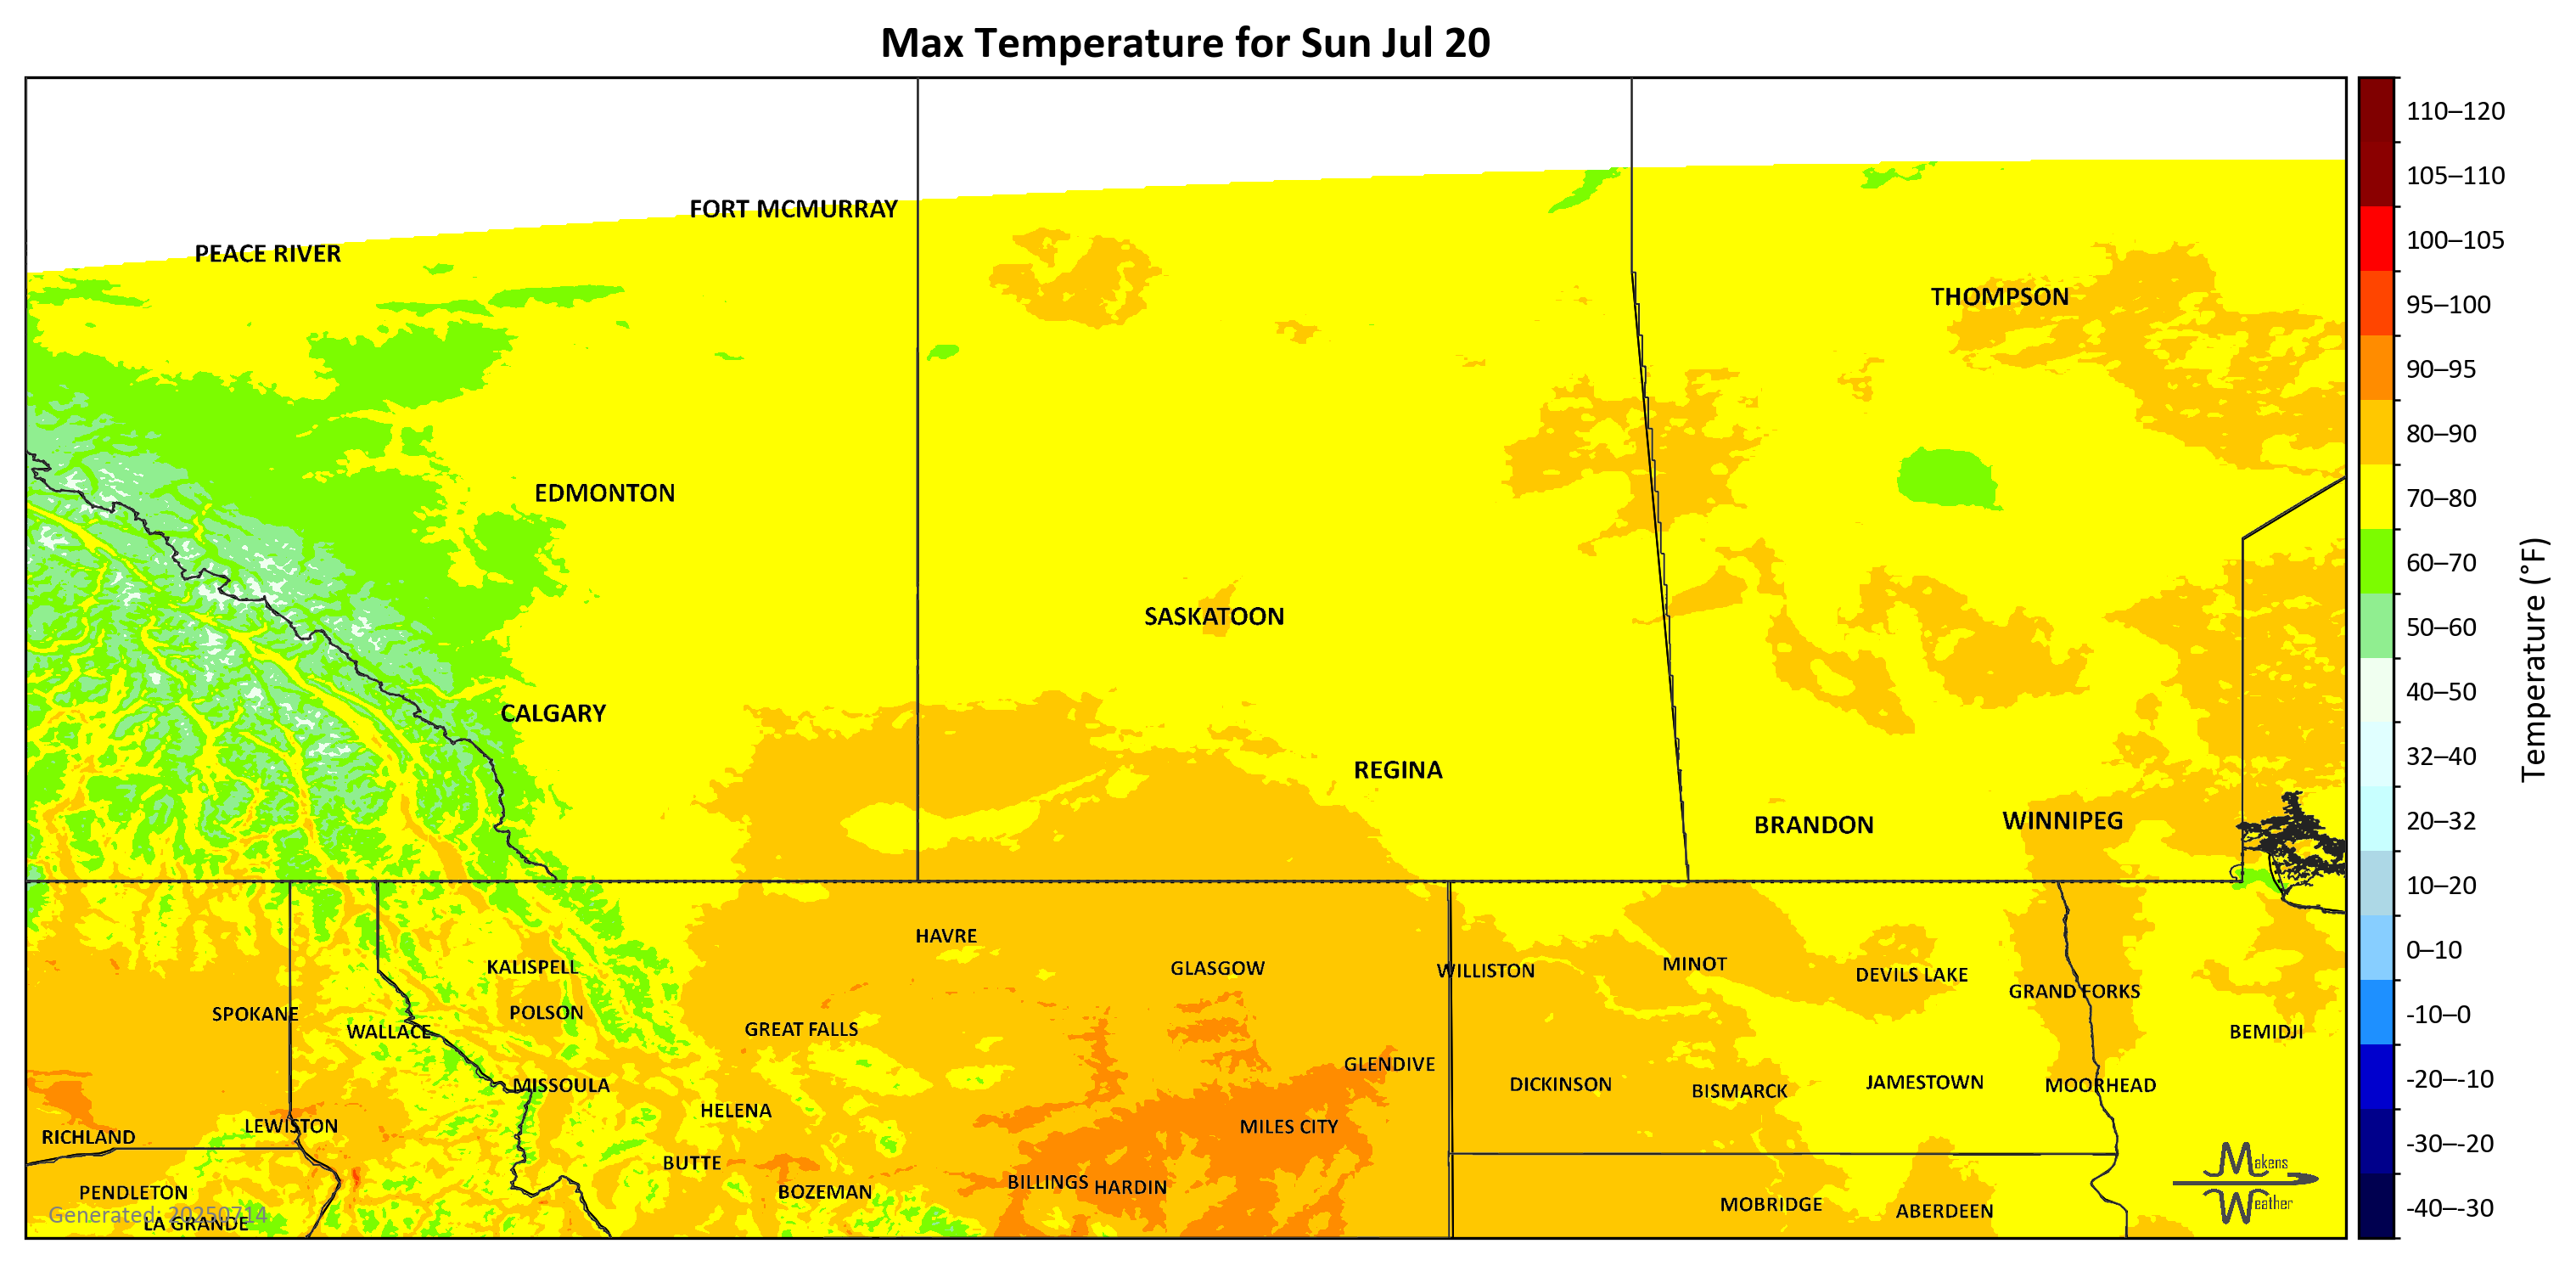 Max Temperature for Sun Jul 20
FORT MCMURRAY
PEACE RIVER
THOMPSON
EDMONTON
SASKATOON
CALGARY
REGINA
BRANDON
WINNIPEG
HAVRE
KALISPELL
GLASGOW
WILLISTON
MINOT
DEVILS LAKE
GRAND FORKS
SPOKANE
POLSON
WALLACE
GREAT FALLS
BEMIDJI
GLENDIVE
MISSOULA
DICKINSON
BISMARCK
JAMESTOWN
MOORHEAD
HELENA
LEWISTON
MILES CITY
RICHLAND
BUTTE
BILLINGS
HARDIN
PENDLETON
BOZEMAN
MOBRIDGE
ABERDEEN
Generated: 20250714
LA GRANDE
Makens
Weather
110–120
105–110
100–105
95–100
90–95
80–90
70–80
60–70
50–60
40–50
32–40
20–32
10–20
0–10
-10–0
-20–-10
-30–-20
-40–-30
Temperature (°F)